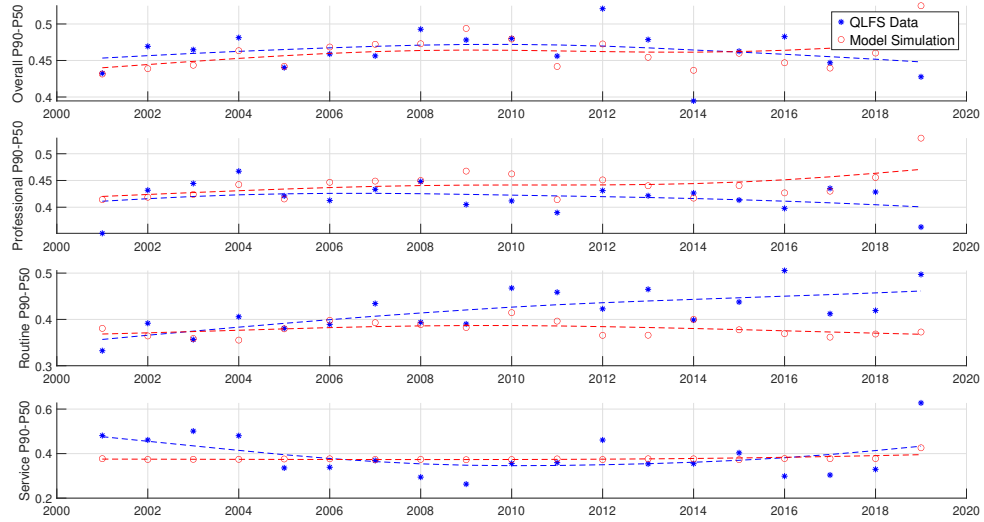 Overall P90-P50
0.5
0.45
0.4
2000 2002 2004 2006 2008 2010 2012 2014 2016 2018 2020
QLFS Data
Model Simulation
Professional P90-P50
0.5
0.45
0.4
2000 2002 2004 2006 2008 2010 2012 2014 2016 2018 2020
Routine P90-P50
0.5
0.4
0.3
2000 2002 2004 2006 2008 2010 2012 2014 2016 2018 2020
Service P90-P50
0.6
0.4
0.2
2000 2002 2004 2006 2008 2010 2012 2014 2016 2018 2020